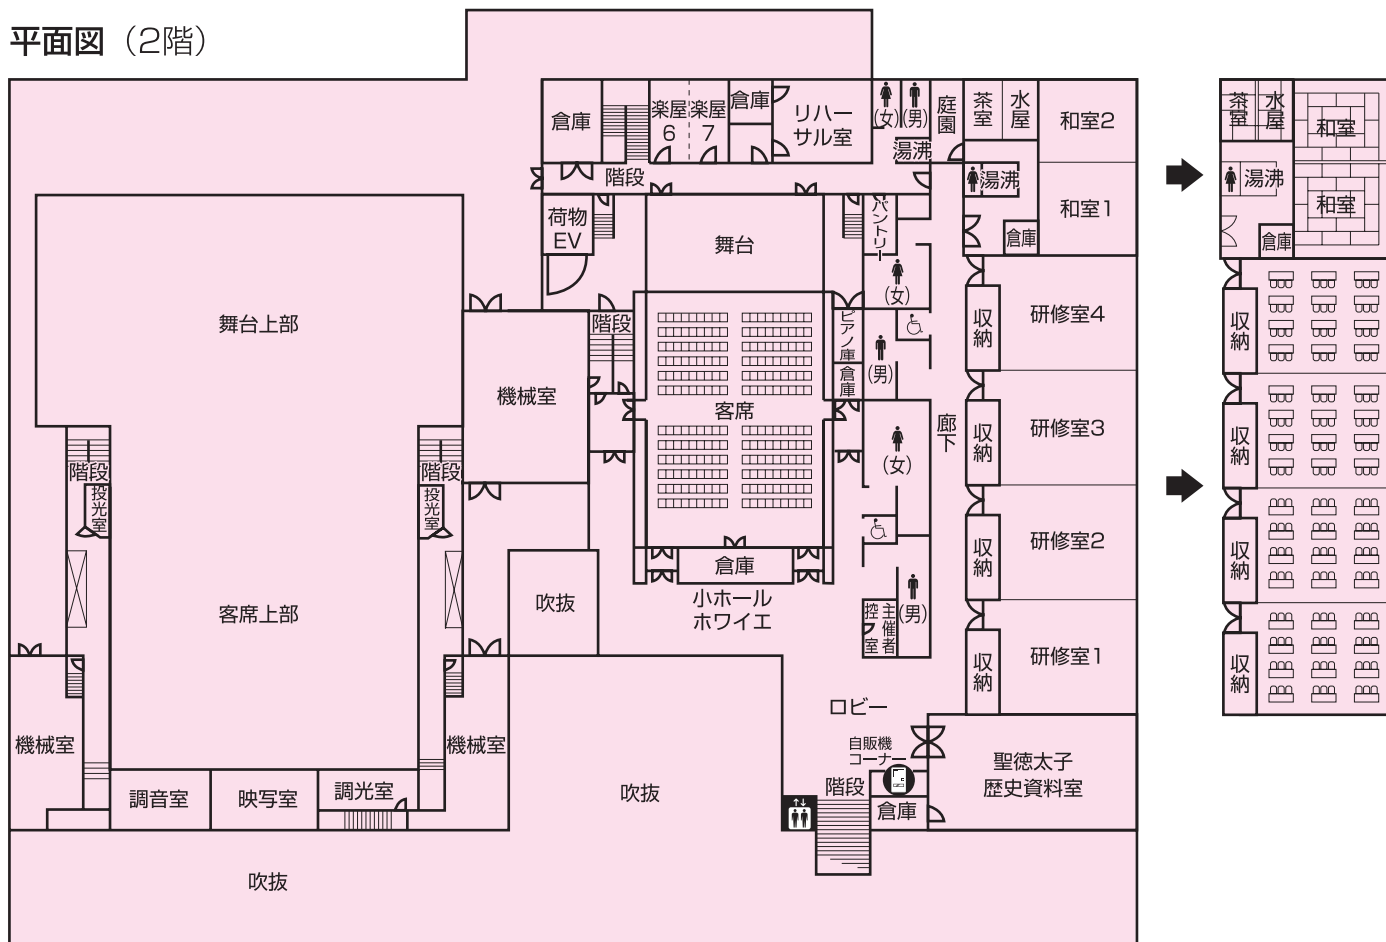 平面図（2階）
倉庫
楽屋
6
楽屋
7
倉庫
リハー
サル室
(女)
(男)
庭園
茶室
水屋
和室2
湯沸
階段
湯沸
和室1
倉庫
荷物
EV
舞台
パントリー
(女)
舞台上部
階段
ピアノ庫
(男)
倉庫
収納
研修室4
機械室
客席
廊下
収納
研修室3
(女)
階段
投光室
階段
投光室
収納
研修室2
倉庫
小ホール
ホワイエ
吹抜
客席上部
主催者
控室
(男)
収納
研修室1
ロビー
機械室
機械室
自販機
コーナー
聖徳太子
歴史資料室
調音室
映写室
調光室
吹抜
階段
倉庫
吹抜
茶室
水屋
和室
湯沸
和室
倉庫
収納
収納
収納
収納